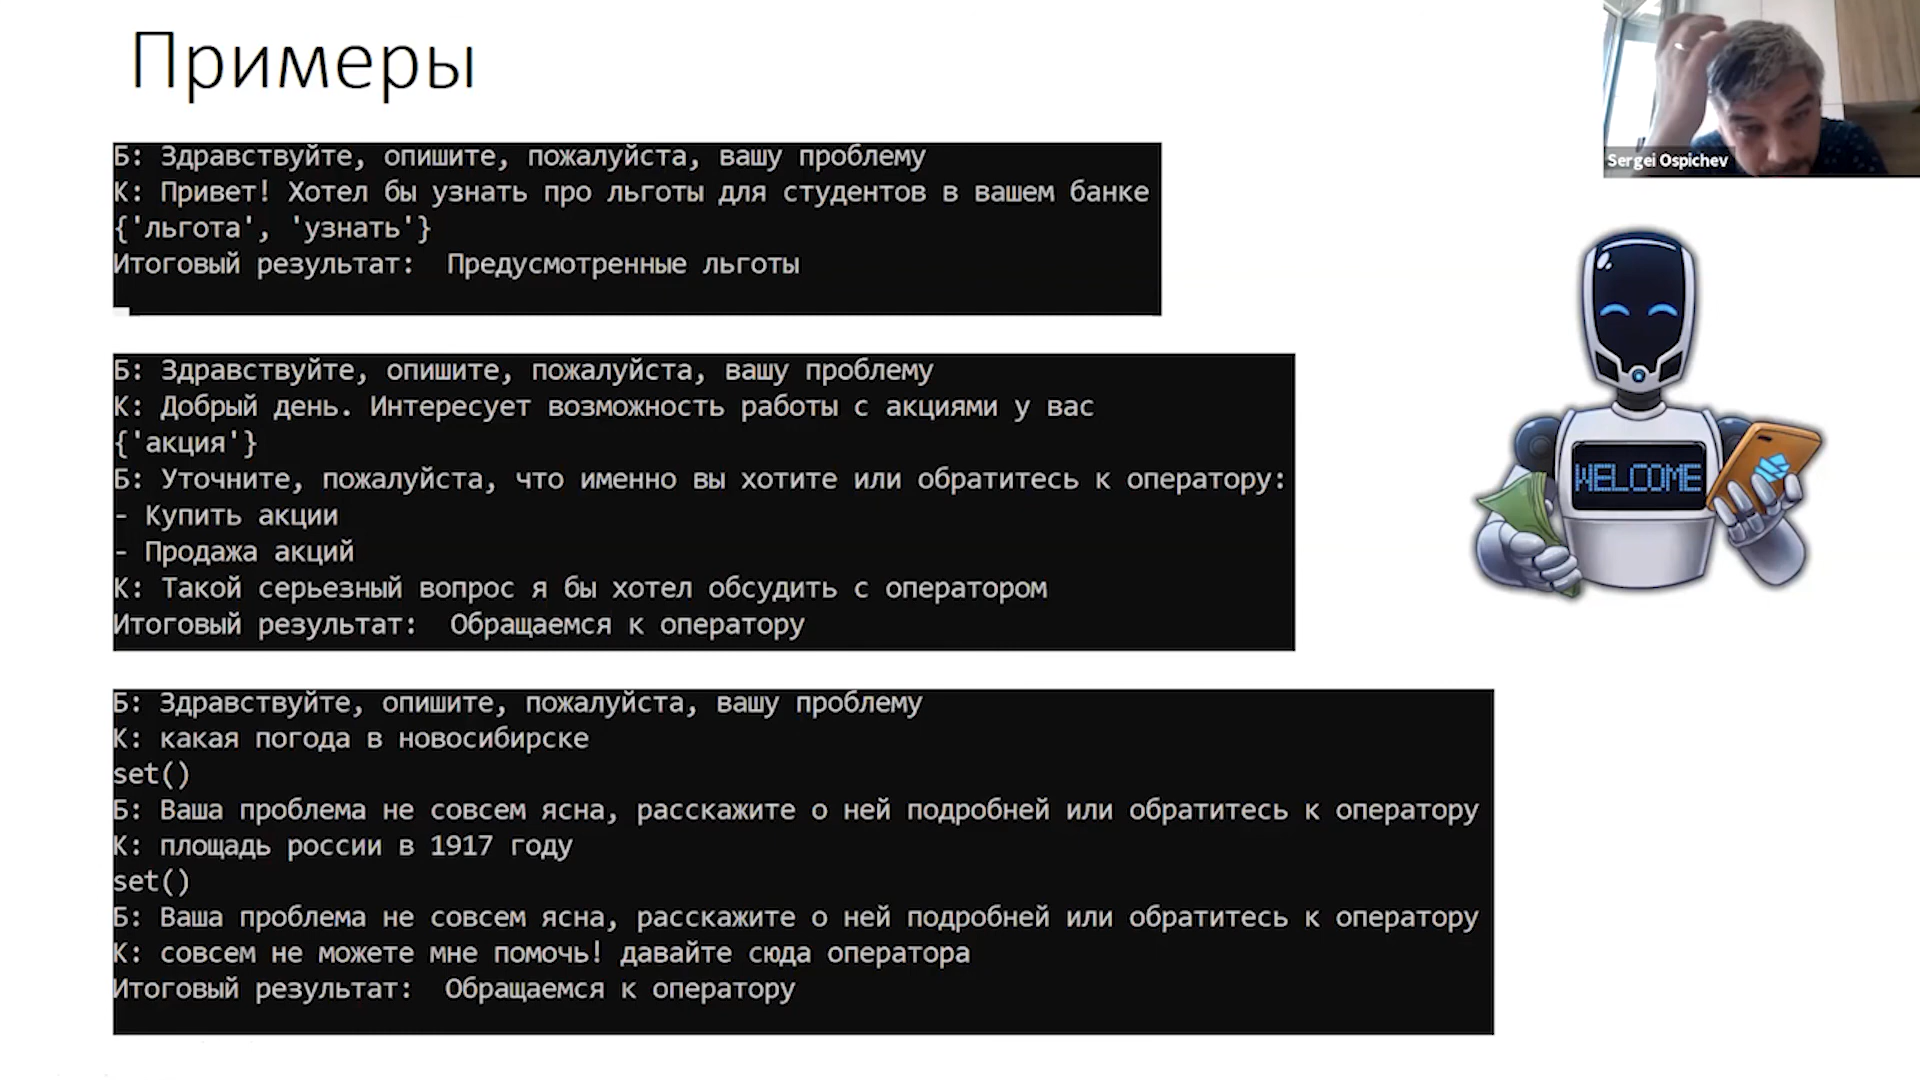 Примеры
Sergei Ospichev
Б: Здравствуйте, опишите, пожалуйста, вашу проблему
К: Привет! Хотел бы узнать про льготы для студентов в вашем банке
{'льгота', 'узнать'}
Итоговый результат:  Предусмотренные льготы
WELCOME
Б: Здравствуйте, опишите, пожалуйста, вашу проблему
К: Добрый день. Интересует возможность работы с акциями у вас
{'акция'}
Б: Уточните, пожалуйста, что именно вы хотите или обратитесь к оператору:
- Купить акции
- Продажа акций
К: Такой серьезный вопрос я бы хотел обсудить с оператором
Итоговый результат:  Обращаемся к оператору
Б: Здравствуйте, опишите, пожалуйста, вашу проблему
К: какая погода в новосибирске
set()
Б: Ваша проблема не совсем ясна, расскажите о ней подробней или обратитесь к оператору
К: площадь россии в 1917 году
set()
Б: Ваша проблема не совсем ясна, расскажите о ней подробней или обратитесь к оператору
К: совсем не можете мне помочь! давайте сюда оператора
Итоговый результат:  Обращаемся к оператору